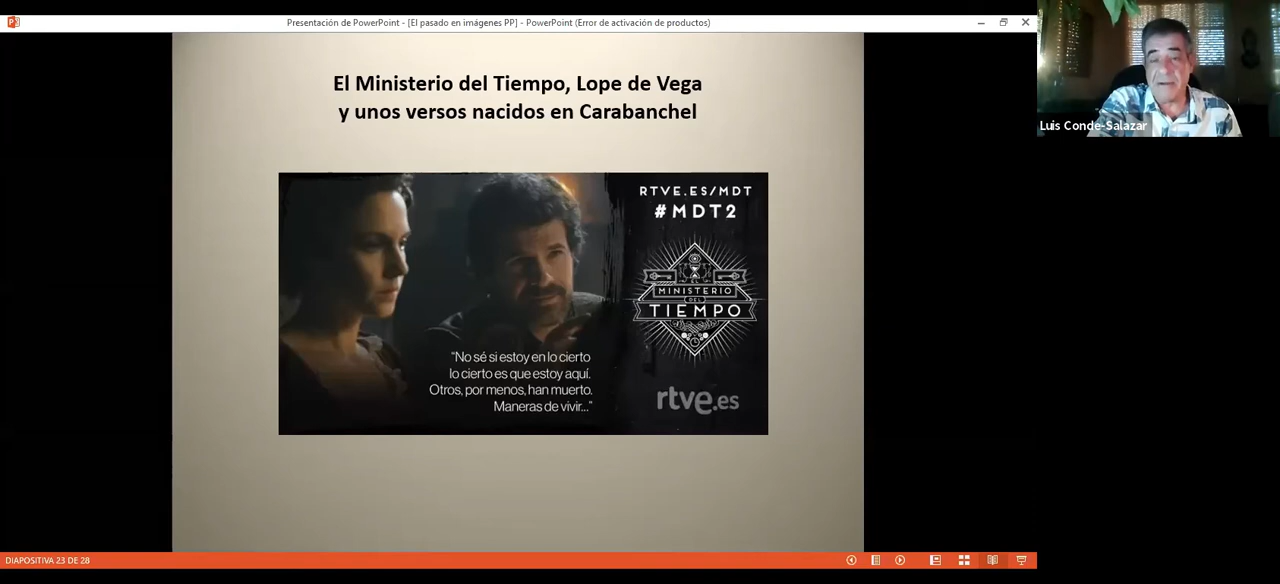 Presentación de PowerPoint - [El pasado en imágenes PP] - PowerPoint (Error de activación de productos)
El Ministerio del Tiempo, Lope de Vega
y unos versos nacidos en Carabanchel
RTVE.ES/MDT
#MDT2
EL
MINISTERIO
DEL
TIEMPO
"No sé si estoy en lo cierto
lo cierto es que estoy aquí.
Otros, por menos, han muerto.
Maneras de vivir..."
rtve.es
Luis Conde-Salazar
DIAPOSITIVA 23 DE 28